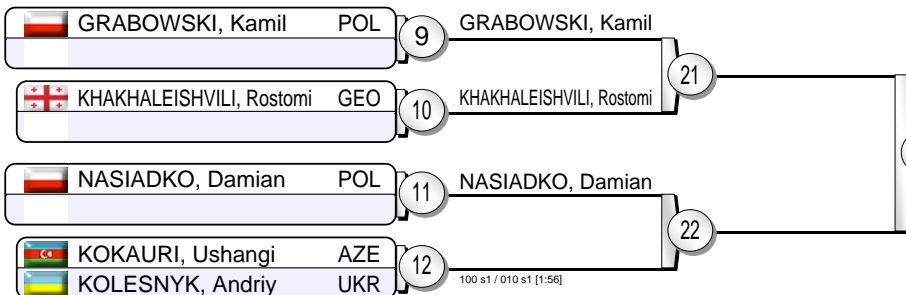 GRABOWSKI, Kamil POL
9
GRABOWSKI, Kamil
21
KHAKHALEISHVILI, Rostomi GEO
10
KHAKHALEISHVILI, Rostomi
NASIADKO, Damian POL
11
NASIADKO, Damian
22
KOKAURI, Ushangi AZE
12
100 s1 / 010 s1 [1:56]
KOLESNYK, Andriy UKR